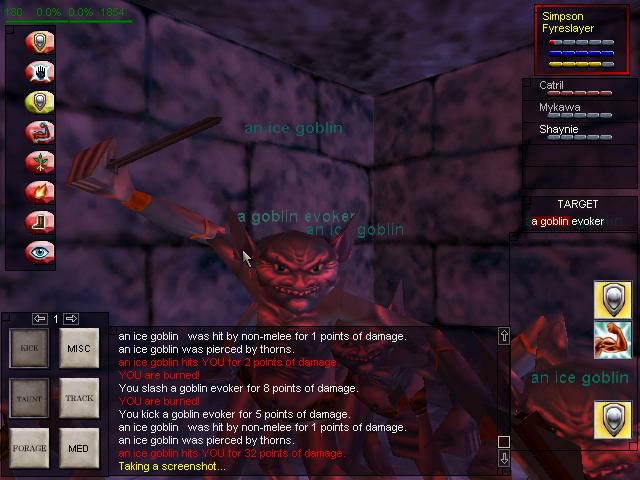 180 0.0% 0.0% 1854
Simpson
Fyreslayer
Catril
Mykawa
Shaynie
an ice goblin
TARGET
a goblin evoker
a goblin evoker
an ice goblin
1
KICK
MISC
TAUNT
TRACK
FORAGE
MED
an ice goblin was hit by non-melee for 1 points of damage.
an ice goblin was pierced by thorns.
an ice goblin hits YOU for 2 points of damage
YOU are burned!
You slash a goblin evoker for 8 points of damage.
YOU are burned!
You kick a goblin evoker for 5 points of damage.
an ice goblin was hit by non-melee for 1 points of damage.
an ice goblin was pierced by thorns.
an ice goblin hits YOU for 32 points of damage.
Taking a screenshot...
an ice goblin